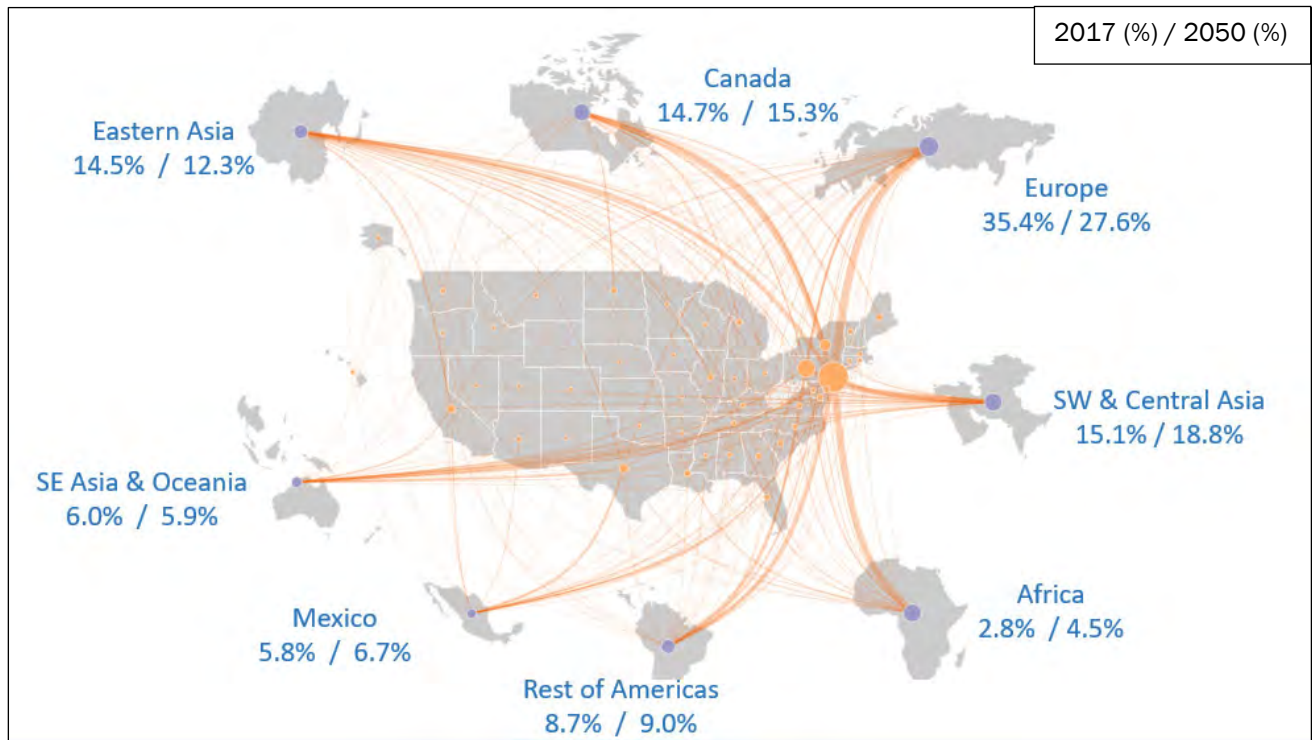 2017 (%) / 2050 (%)
Canada
14.7% / 15.3%
Eastern Asia
14.5% / 12.3%
Europe
35.4% / 27.6%
SW & Central Asia
15.1% / 18.8%
SE Asia & Oceania
6.0% / 5.9%
Africa
2.8% / 4.5%
Mexico
5.8% / 6.7%
Rest of Americas
8.7% / 9.0%